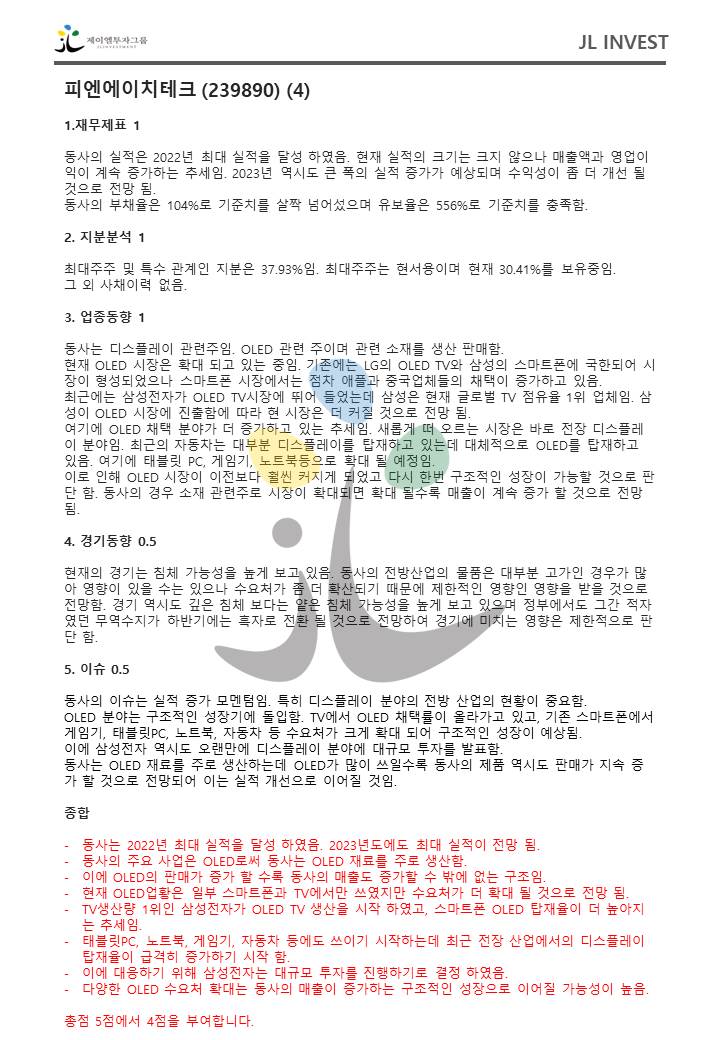 제이엘투자그룹
JLINVESTMENT
JL INVEST
피엔에이치테크 (239890) (4)
1.재무제표 1
동사의 실적은 2022년 최대 실적을 달성 하였음. 현재 실적의 크기는 크지 않으나 매출액과 영업이
익이 계속 증가하는 추세임. 2023년 역시도 큰 폭의 실적 증가가 예상되며 수익성이 좀 더 개선 될
것으로 전망 됨.
동사의 부채율은 104%로 기준치를 살짝 넘어섰으며 유보율은 556%로 기준치를 충족함.
2. 지분분석 1
최대주주 및 특수 관계인 지분은 37.93%임. 최대주주는 현서용이며 현재 30.41%를 보유중임.
그 외 사채이력 없음.
3. 업종동향 1
동사는 디스플레이 관련주임. OLED 관련 주이며 관련 소재를 생산 판매함.
현재 OLED 시장은 확대 되고 있는 중임. 기존에는 LG의 OLED TV와 삼성의 스마트폰에 국한되어 시
장이 형성되었으나 스마트폰 시장에서는 점차 애플과 중국업체들의 채택이 증가하고 있음.
최근에는 삼성전자가 OLED TV시장에 뛰어 들었는데 삼성은 현재 글로벌 TV 점유율 1위 업체임. 삼
성이 OLED 시장에 진출함에 따라 현 시장은 더 커질 것으로 전망 됨.
여기에 OLED 채택 분야가 더 증가하고 있는 추세임. 새롭게 떠 오르는 시장은 바로 전장 디스플레
이 분야임. 최근의 자동차는 대부분 디스플레이를 탑재하고 있는데 대체적으로 OLED를 탑재하고
있음. 여기에 태블릿 PC, 게임기, 노트북등으로 확대 될 예정임.
이로 인해 OLED 시장이 이전보다 훨씬 커지게 되었고 다시 한번 구조적인 성장이 가능할 것으로 판
단 함. 동사의 경우 소재 관련주로 시장이 확대되면 확대 될수록 매출이 계속 증가 할 것으로 전망
됨.
4. 경기동향 0.5
현재의 경기는 침체 가능성을 높게 보고 있음. 동사의 전방산업의 물품은 대부분 고가인 경우가 많
아 영향이 있을 수는 있으나 수요처가 좀 더 확산되기 때문에 제한적인 영향인 영향을 받을 것으로
전망함. 경기 역시도 깊은 침체 보다는 얕은 침체 가능성을 높게 보고 있으며 정부에서도 그간 적자
였던 무역수지가 하반기에는 흑자로 전환 될 것으로 전망하여 경기에 미치는 영향은 제한적으로 판
단 함.
5. 이슈 0.5
동사의 이슈는 실적 증가 모멘텀임. 특히 디스플레이 분야의 전방 산업의 현황이 중요함.
OLED 분야는 구조적인 성장기에 돌입함. TV에서 OLED 채택률이 올라가고 있고, 기존 스마트폰에서
게임기, 태블릿PC, 노트북, 자동차 등 수요처가 크게 확대 되어 구조적인 성장이 예상됨.
이에 삼성전자 역시도 오랜만에 디스플레이 분야에 대규모 투자를 발표함.
동사는 OLED 재료를 주로 생산하는데 OLED가 많이 쓰일수록 동사의 제품 역시도 판매가 지속 증
가 할 것으로 전망되어 이는 실적 개선으로 이어질 것임.
종합
- 동사는 2022년 최대 실적을 달성 하였음. 2023년도에도 최대 실적이 전망 됨.
- 동사의 주요 사업은 OLED로써 동사는 OLED 재료를 주로 생산함.
- 이에 OLED의 판매가 증가 할 수록 동사의 매출도 증가할 수 밖에 없는 구조임.
- 현재 OLED업황은 일부 스마트폰과 TV에서만 쓰였지만 수요처가 더 확대 될 것으로 전망 됨.
- TV생산량 1위인 삼성전자가 OLED TV 생산을 시작 하였고, 스마트폰 OLED 탑재율이 더 높아지
는 추세임.
- 태블릿PC, 노트북, 게임기, 자동차 등에도 쓰이기 시작하는데 최근 전장 산업에서의 디스플레이
탑재율이 급격히 증가하기 시작 함.
- 이에 대응하기 위해 삼성전자는 대규모 투자를 진행하기로 결정 하였음.
- 다양한 OLED 수요처 확대는 동사의 매출이 증가하는 구조적인 성장으로 이어질 가능성이 높음.
총점 5점에서 4점을 부여합니다.